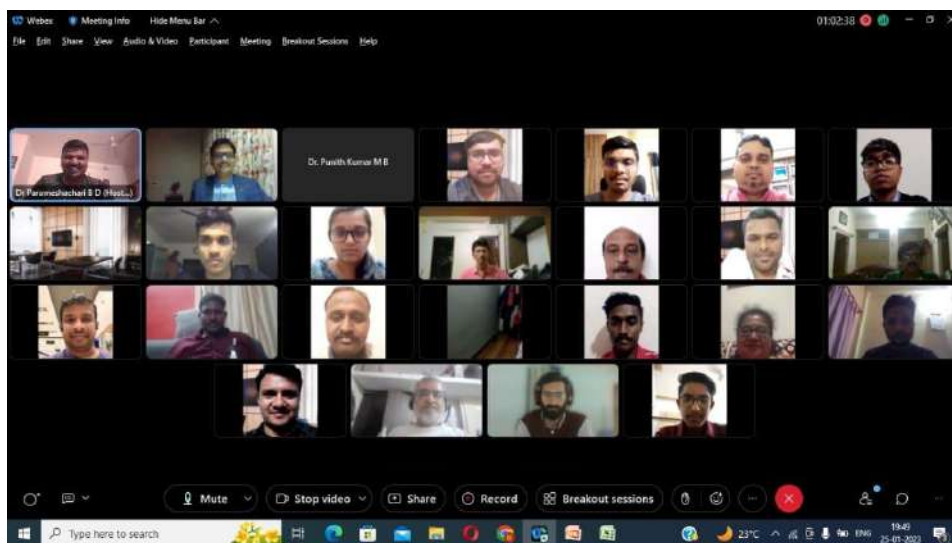 Webex Meeting Info Hide Menu Bar 01:02:38
File Edit Share View Audio & Video Participant Meeting Breakout Sessions Help
Dr. Punith Kumar M B
Dr Parameshachari B D (Host...)
Mute Stop video Share Record Breakout sessions
Type here to search 23°C ENG 19:49
25-01-2023